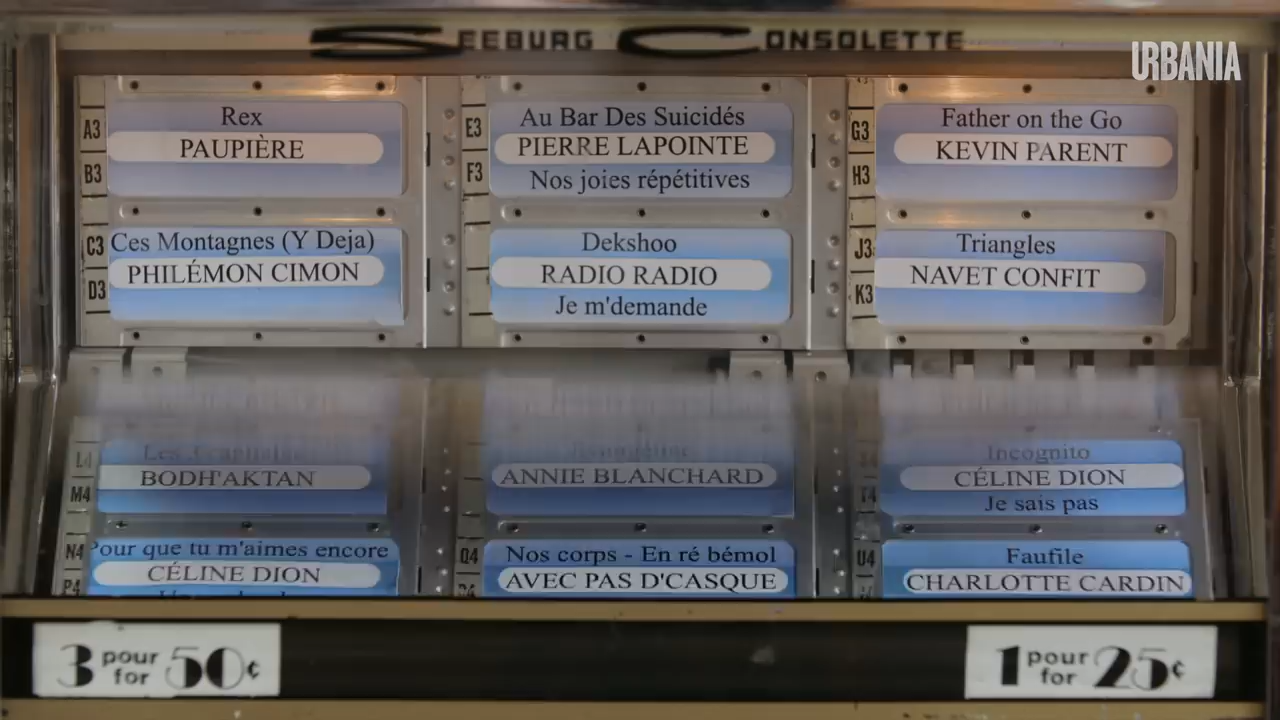 SEEBURG CONSOLETTE
URBANIA
A3
B3
Rex
PAUPIÈRE
E3
F3
Au Bar Des Suicidés
PIERRE LAPOINTE
Nos joies répétitives
G3
H3
Father on the Go
KEVIN PARENT
C3
D3
Ces Montagnes (Y Deja)
PHILÉMON CIMON
Dekshoo
RADIO RADIO
Je m'demande
J3
K3
Triangles
NAVET CONFIT
L4
M4
BODH'AKTAN
ANNIE BLANCHARD
T4
Incognito
CÉLINE DION
Je sais pas
N4
P4
Pour que tu m'aimes encore
CÉLINE DION
Q4
Nos corps - En ré bémol
AVEC PAS D'CASQUE
U4
Faufile
CHARLOTTE CARDIN
3 pour for 50¢
1 pour for 25¢